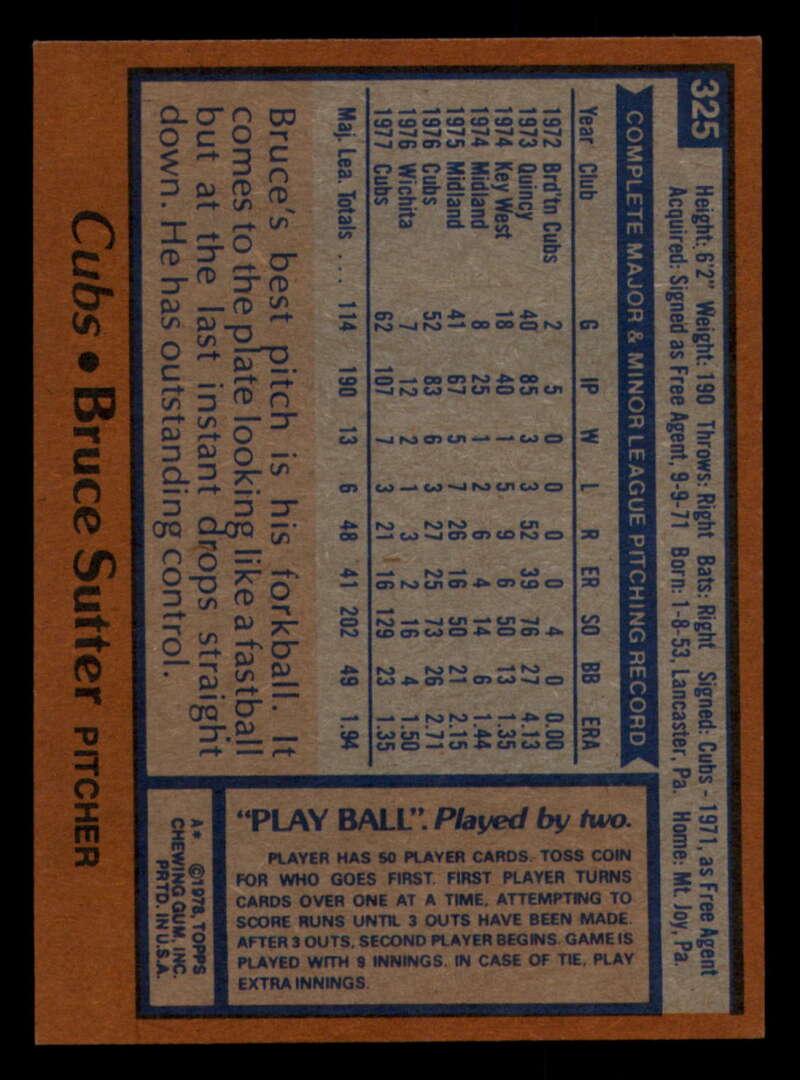 325
Height: 6'2" Weight: 190 Throws: Right Bats: Right Signed: Cubs - 1971, as Free Agent
Acquired: Signed as Free Agent, 9-9-71 Born: 1-8-53, Lancaster, Pa. Home: Mt. Joy, Pa.
COMPLETE MAJOR & MINOR LEAGUE PITCHING RECORD
Year Club G IP W L R ER SO BB ERA
1972 Brd'tn Cubs 2 5 0 0 0 0 4 0 0.00
1973 Quincy 40 85 3 3 52 39 76 27 4.13
1974 Key West 18 40 1 5 9 6 50 13 1.35
1974 Midland 8 25 1 2 6 4 14 6 1.44
1975 Midland 41 67 5 7 26 16 50 21 2.15
1976 Cubs 52 83 6 3 27 25 73 26 2.71
1976 Wichita 7 12 2 1 3 2 16 4 1.50
1977 Cubs 62 107 7 3 21 16 129 23 1.35
Maj. Lea. Totals .... 114 190 13 6 48 41 202 49 1.94
Bruce's best pitch is his forkball. It
comes to the plate looking like a fastball
but at the last instant drops straight
down. He has outstanding control.
"PLAY BALL". Played by two.
PLAYER HAS 50 PLAYER CARDS. TOSS COIN
FOR WHO GOES FIRST. FIRST PLAYER TURNS
CARDS OVER ONE AT A TIME, ATTEMPTING TO
SCORE RUNS UNTIL 3 OUTS HAVE BEEN MADE.
AFTER 3 OUTS, SECOND PLAYER BEGINS. GAME IS
PLAYED WITH 9 INNINGS. IN CASE OF TIE, PLAY
EXTRA INNINGS.
A* ©1978, TOPPS
CHEWING GUM, INC.
PRTD. IN U.S.A.
Cubs • Bruce Sutter PITCHER